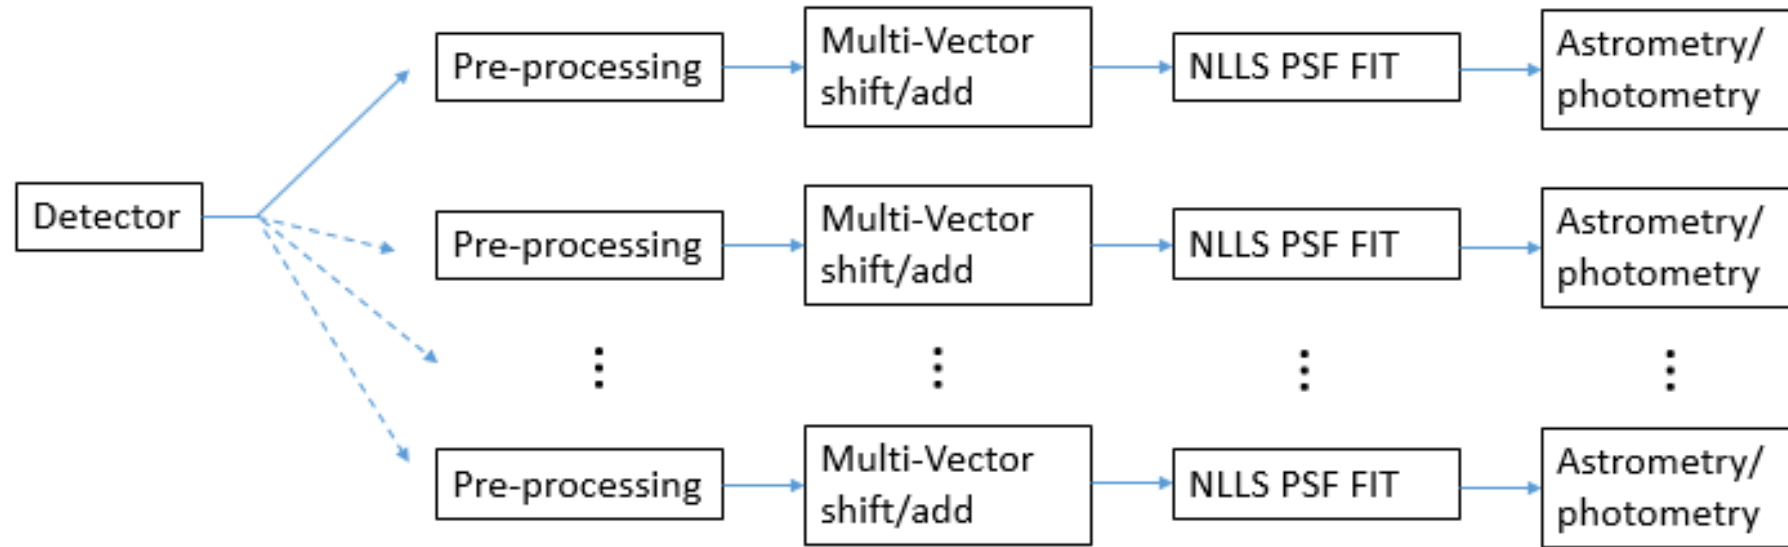 Detector
Pre-processing
Multi-Vector
shift/add
NLLS PSF FIT
Astrometry/
photometry
Pre-processing
Multi-Vector
shift/add
NLLS PSF FIT
Astrometry/
photometry
Pre-processing
Multi-Vector
shift/add
NLLS PSF FIT
Astrometry/
photometry